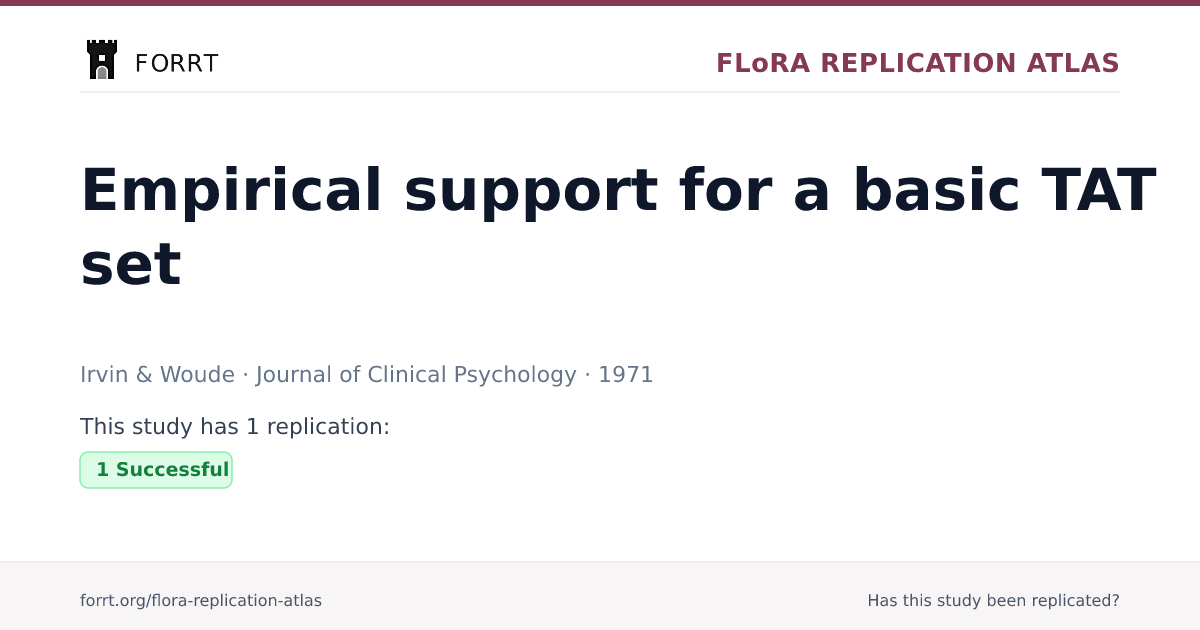 FORRT
FLoRA REPLICATION ATLAS
Empirical support for a basic TAT
set
Irvin & Woude · Journal of Clinical Psychology · 1971
This study has 1 replication:
1 Successful
forrt.org/flora-replication-atlas
Has this study been replicated?